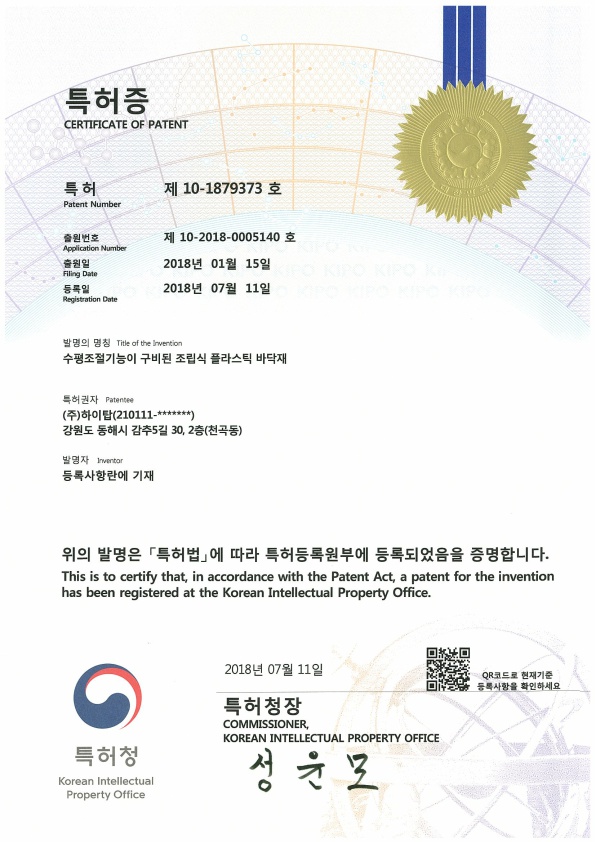 특허증
CERTIFICATE OF PATENT
특허 제 10-1879373 호
Patent Number
출원번호 제 10-2018-0005140 호
Application Number
출원일 2018년 01월 15일
Filing Date
등록일 2018년 07월 11일
Registration Date
발명의 명칭 Title of the Invention
수평조절기능이 구비된 조립식 플라스틱 바닥재
특허권자 Patentee
(주)하이탑(210111-*******)
강원도 동해시 감추5길 30, 2층(천곡동)
발명자 Inventor
등록사항란에 기재
위의 발명은 「특허법」에 따라 특허등록원부에 등록되었음을 증명합니다.
This is to certify that, in accordance with the Patent Act, a patent for the invention
has been registered at the Korean Intellectual Property Office.
2018년 07월 11일
QR코드로 현재기준
등록사항을 확인하세요
특허청장
COMMISSIONER,
KOREAN INTELLECTUAL PROPERTY OFFICE
성윤모
특허청
Korean Intellectual
Property Office